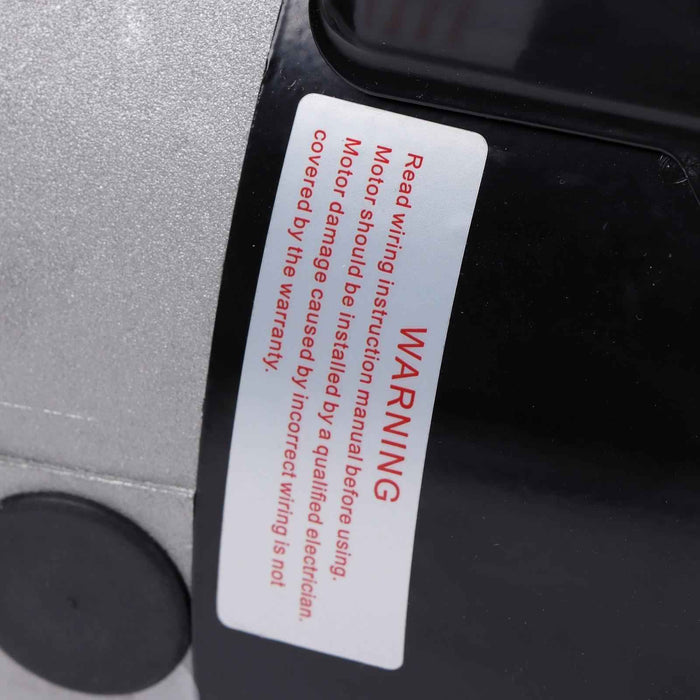 WARNING
Read wiring instruction manual before using.
Motor should be installed by a qualified electrician.
Motor damage caused by incorrect wiring is not
covered by the warranty.